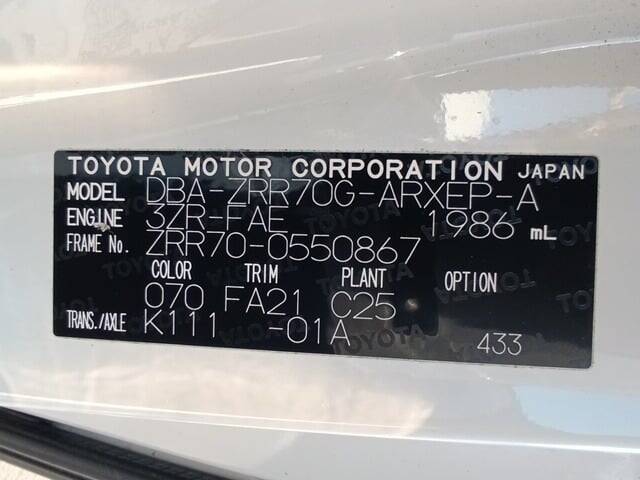 TOYOTA MOTOR CORPORATION JAPAN
MODEL DBA-ZRR70G-ARXEP-A
ENGINE 3ZR-FAE 1986 mL
FRAME No. ZRR70-0550867
COLOR TRIM PLANT OPTION
070 FA21 C25
TRANS./AXLE K111 -01A
433